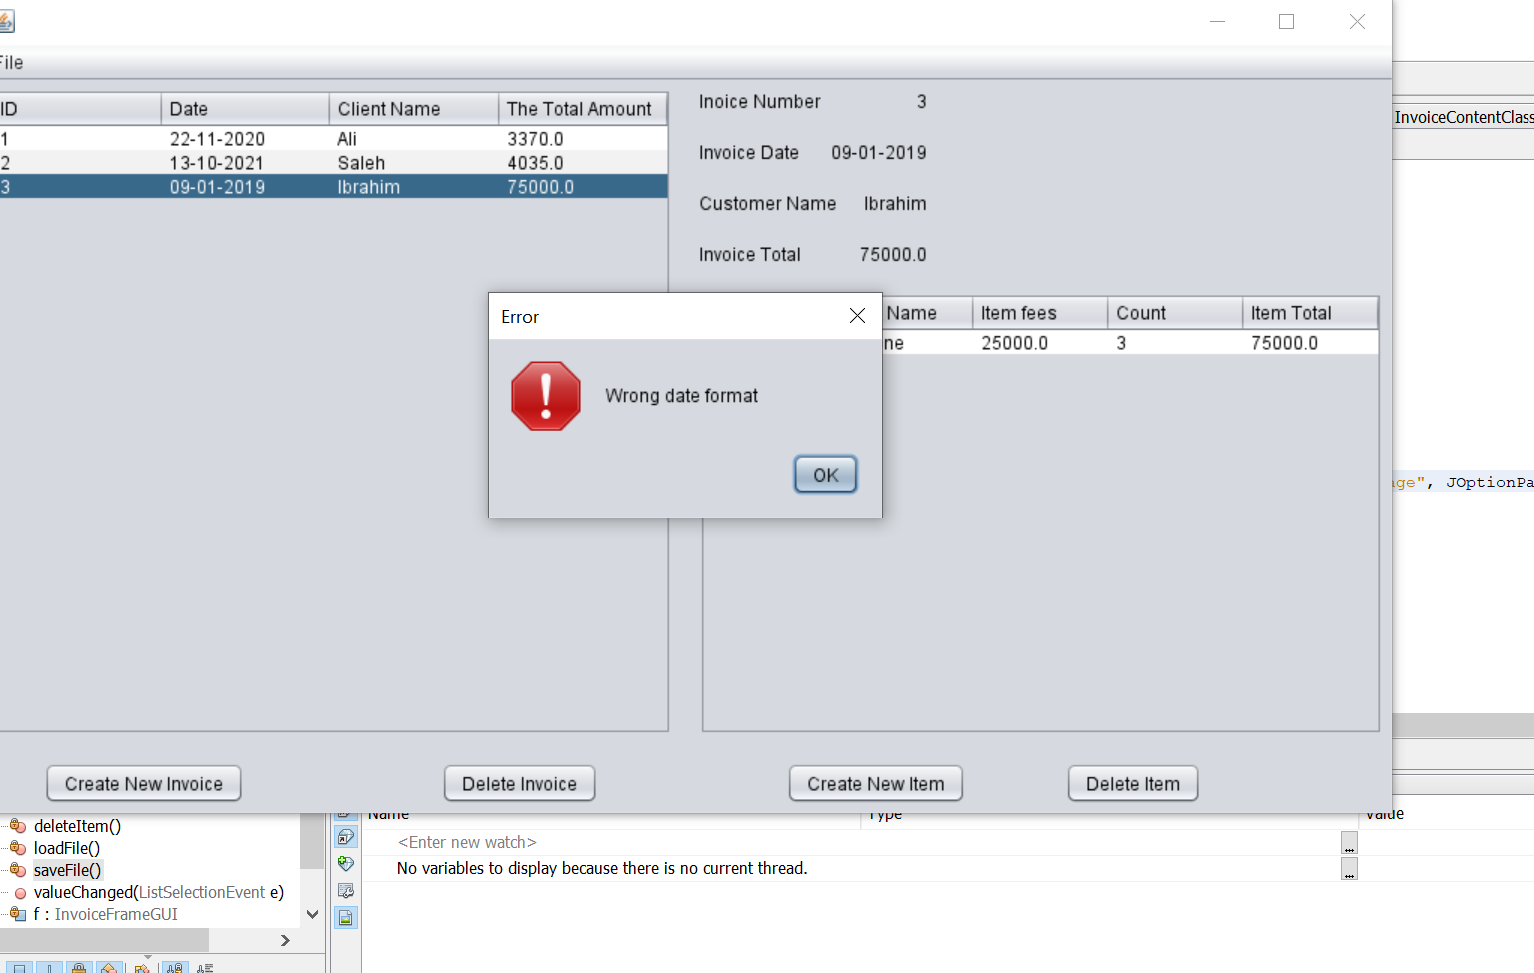 File
ID Date Client Name The Total Amount
1 22-11-2020 Ali 3370.0
2 13-10-2021 Saleh 4035.0
3 09-01-2019 Ibrahim 75000.0
Inoice Number 3
Invoice Date 09-01-2019
Customer Name Ibrahim
Invoice Total 75000.0
Name Item fees Count Item Total
ne 25000.0 3 75000.0
Error
Wrong date format
OK
Create New Invoice Delete Invoice Create New Item Delete Item
InvoiceContentClass
age", JOptionPa
deleteItem()
loadFile()
saveFile()
valueChanged(ListSelectionEvent e)
f : InvoiceFrameGUI
Name Type Value
<Enter new watch> ...
No variables to display because there is no current thread. ...